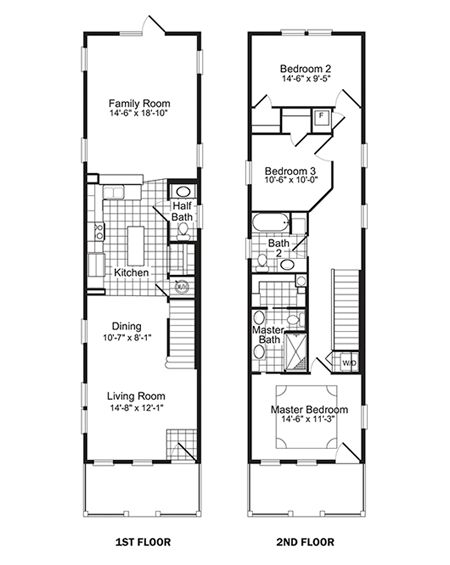 Family Room
14'-6" x 18'-10"
Half
Bath
Kitchen
Dining
10'-7" x 8'-1"
Living Room
14'-8" x 12'-1"
1ST FLOOR
Bedroom 2
14'-6" x 9'-5"
F
Bedroom 3
10'-6" x 10'-0"
Bath
2
Master
Bath
W/D
Master Bedroom
14'-6" x 11'-3"
2ND FLOOR